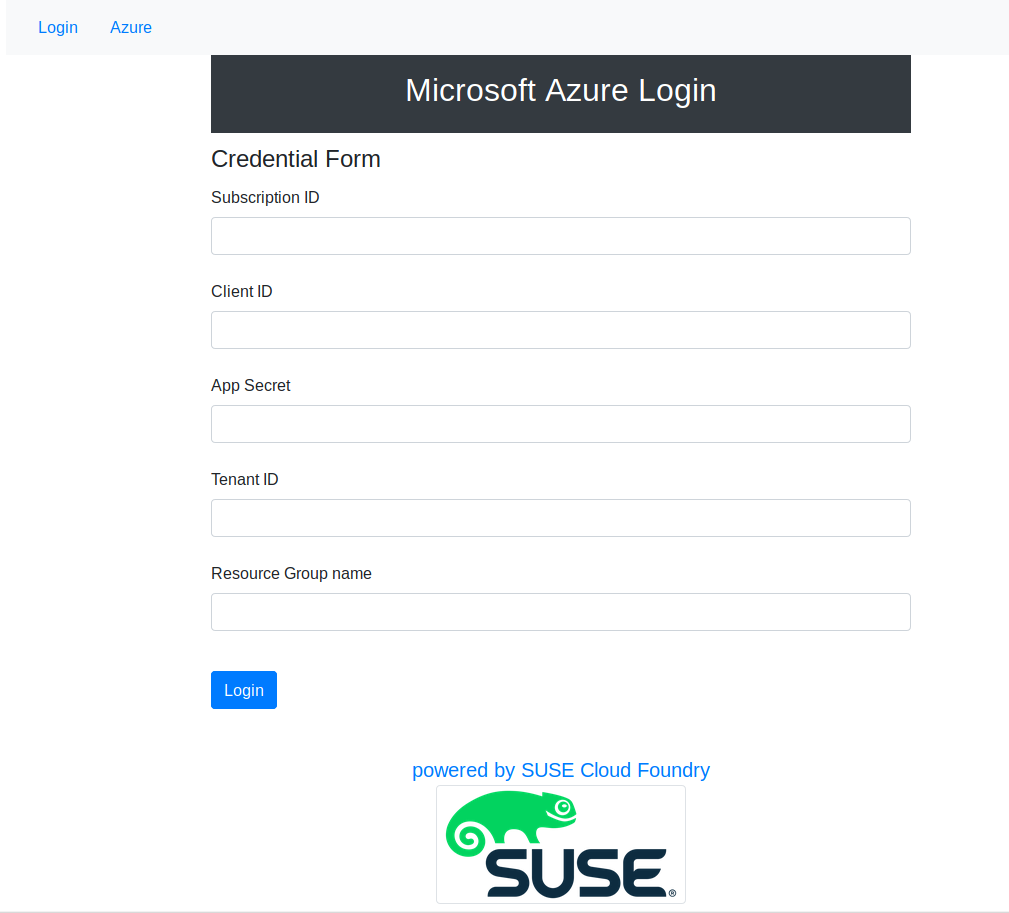 Login Azure
Microsoft Azure Login
Credential Form
Subscription ID
Client ID
App Secret
Tenant ID
Resource Group name
Login
powered by SUSE Cloud Foundry
SUSE®